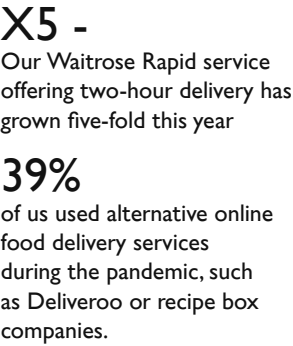 X5 -
Our Waitrose Rapid service
offering two-hour delivery has
grown five-fold this year
39%
of us used alternative online
food delivery services
during the pandemic, such
as Deliveroo or recipe box
companies.